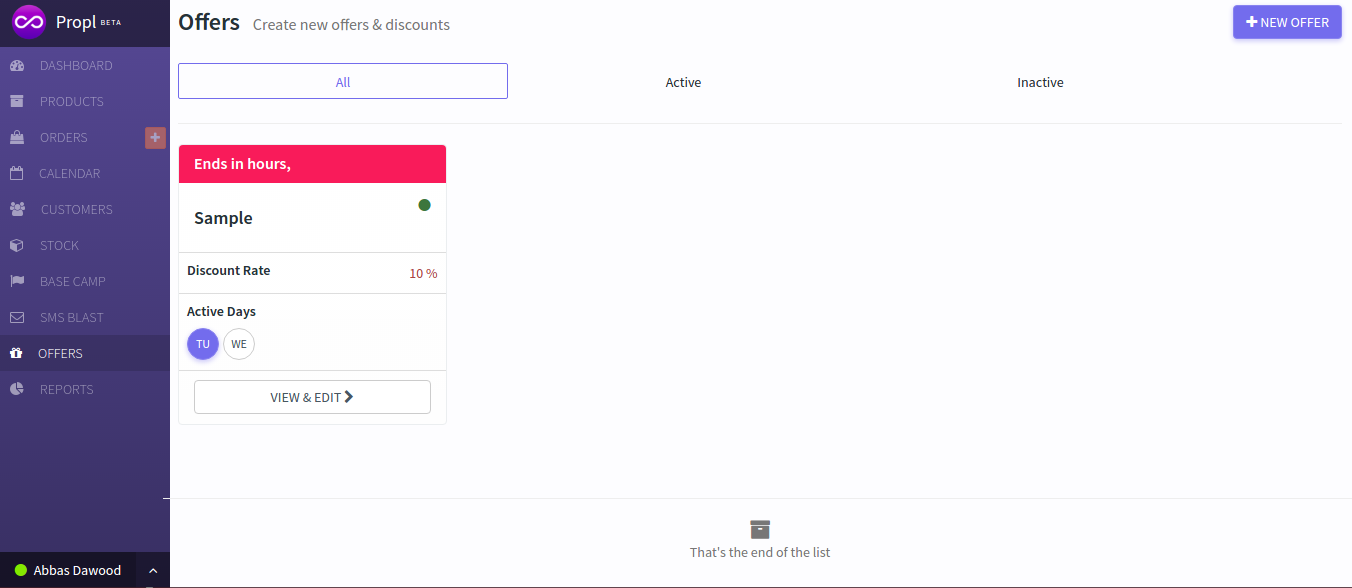 Propl BETA
DASHBOARD
PRODUCTS
ORDERS
CALENDAR
CUSTOMERS
STOCK
BASE CAMP
SMS BLAST
OFFERS
REPORTS
Abbas Dawood
Offers Create new offers & discounts
NEW OFFER
All Active Inactive
Ends in hours,
Sample
Discount Rate 10 %
Active Days
TU WE
VIEW & EDIT
That's the end of the list